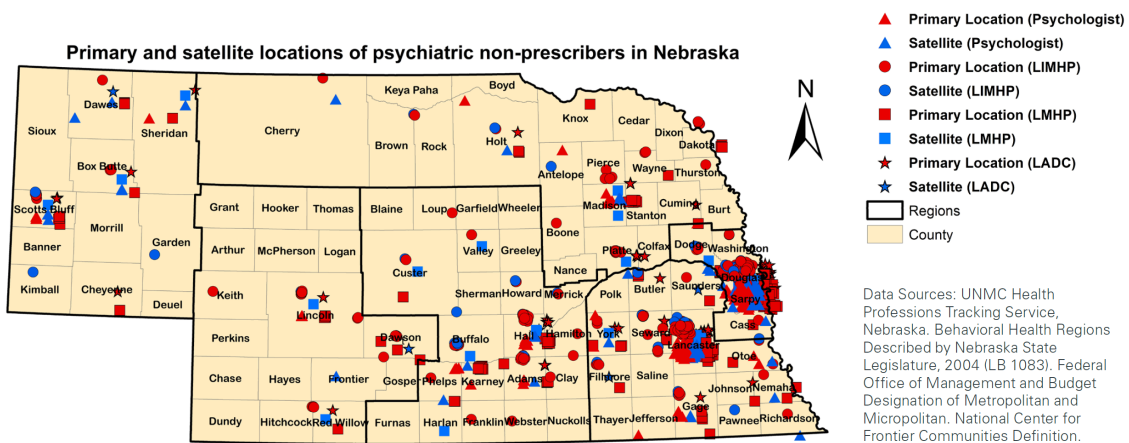 Primary and satellite locations of psychiatric non-prescribers in Nebraska
N
Primary Location (Psychologist)
Satellite (Psychologist)
Primary Location (LIMHP)
Satellite (LIMHP)
Primary Location (LMHP)
Satellite (LMHP)
Primary Location (LADC)
Satellite (LADC)
Regions
County
Sioux
Dawes
Sheridan
Box Butte
Scotts Bluff
Morrill
Banner
Garden
Kimball
Cheyenne
Deuel
Cherry
Keya Paha
Boyd
Brown
Rock
Holt
Knox
Cedar
Dixon
Dakota
Antelope
Pierce
Wayne
Thurston
Madison
Stanton
Cuming
Burt
Grant
Hooker
Thomas
Blaine
Loup
Garfield
Wheeler
Boone
Platte
Colfax
Dodge
Washington
Arthur
McPherson
Logan
Custer
Valley
Greeley
Nance
Butler
Saunders
Douglas
Sarpy
Keith
Lincoln
Sherman
Howard
Merrick
Polk
Perkins
Dawson
Buffalo
Hall
Hamilton
York
Seward
Lancaster
Cass
Otoe
Chase
Hayes
Frontier
Gosper
Phelps
Kearney
Adams
Clay
Fillmore
Saline
Johnson
Nemaha
Gage
Dundy
Hitchcock
Red Willow
Furnas
Harlan
Franklin
Webster
Nuckolls
Thayer
Jefferson
Pawnee
Richardson
Data Sources: UNMC Health
Professions Tracking Service,
Nebraska. Behavioral Health Regions
Described by Nebraska State
Legislature, 2004 (LB 1083). Federal
Office of Management and Budget
Designation of Metropolitan and
Micropolitan. National Center for
Frontier Communities Definition.